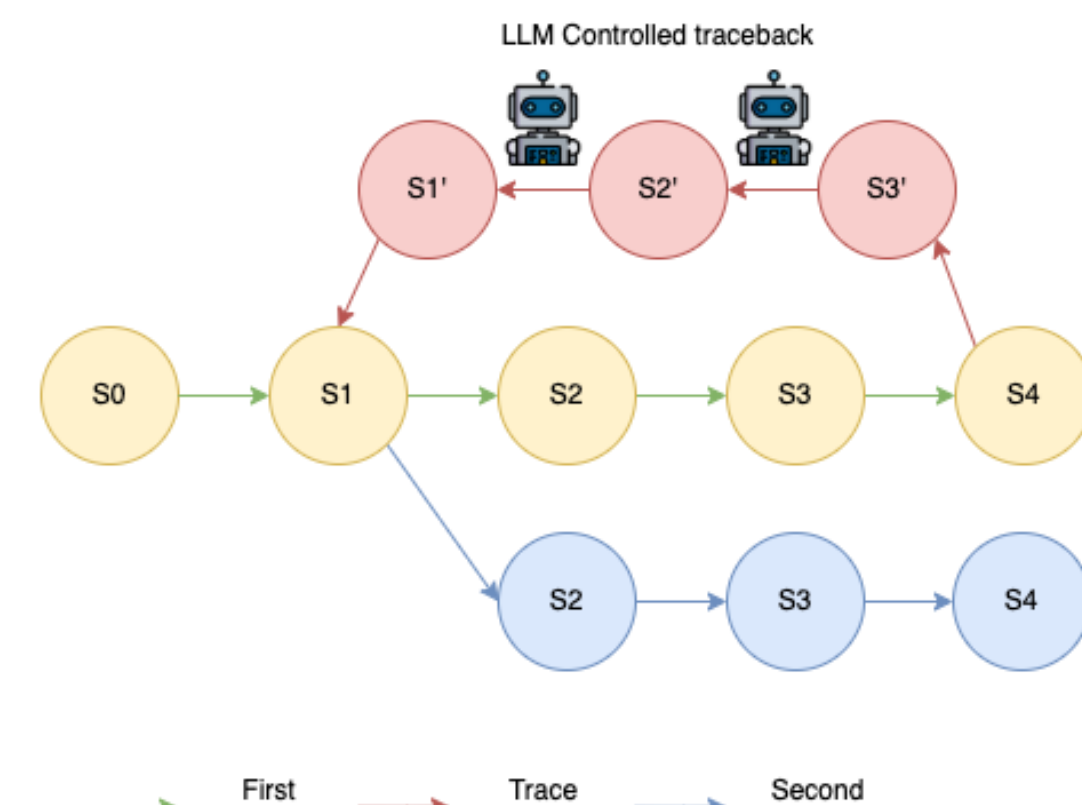 LLM Controlled traceback
S1' S2' S3'
S0 S1 S2 S3 S4
S2 S3 S4
First Trace Second